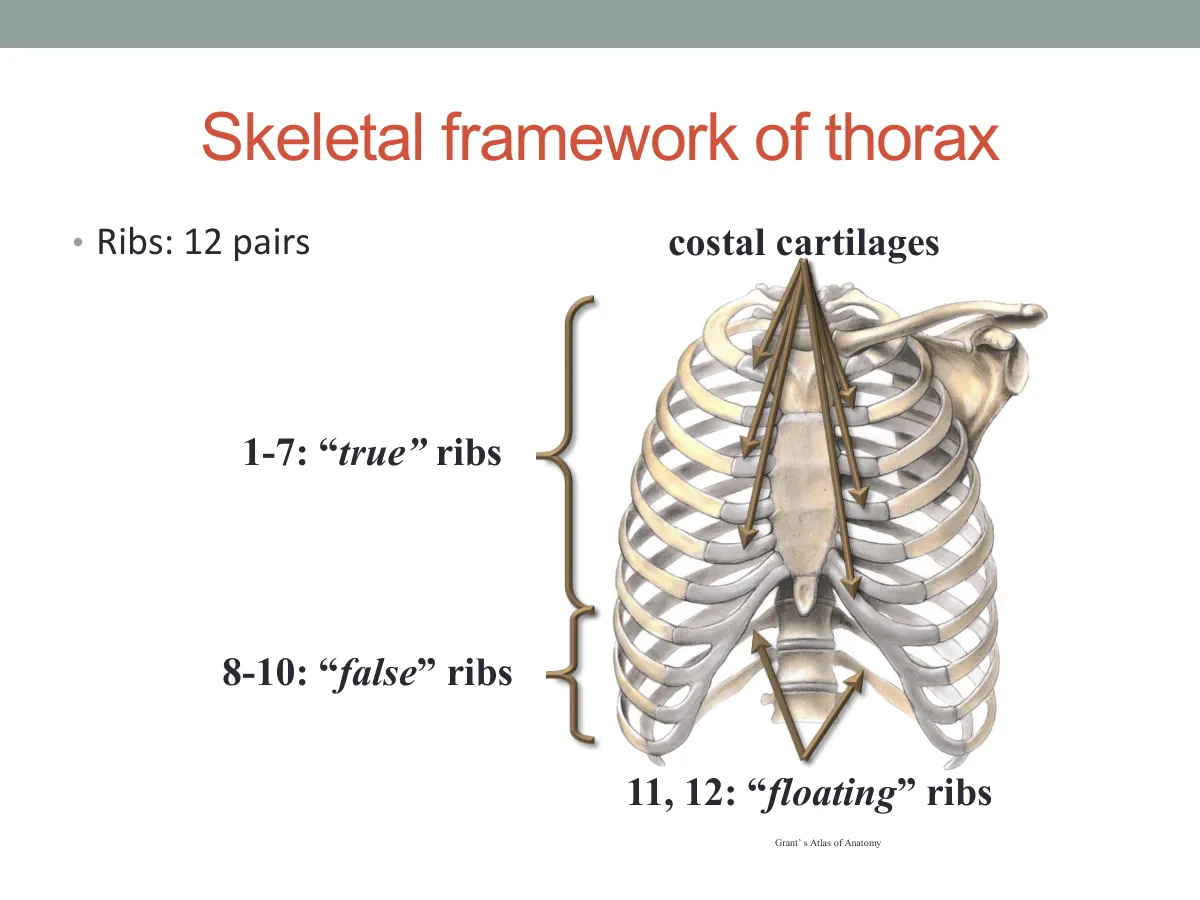 Skeletal framework of thorax
• Ribs: 12 pairs
costal cartilages
1-7: “true” ribs
8-10: “false” ribs
11, 12: “floating” ribs
Grant’ s Atlas of Anatomy